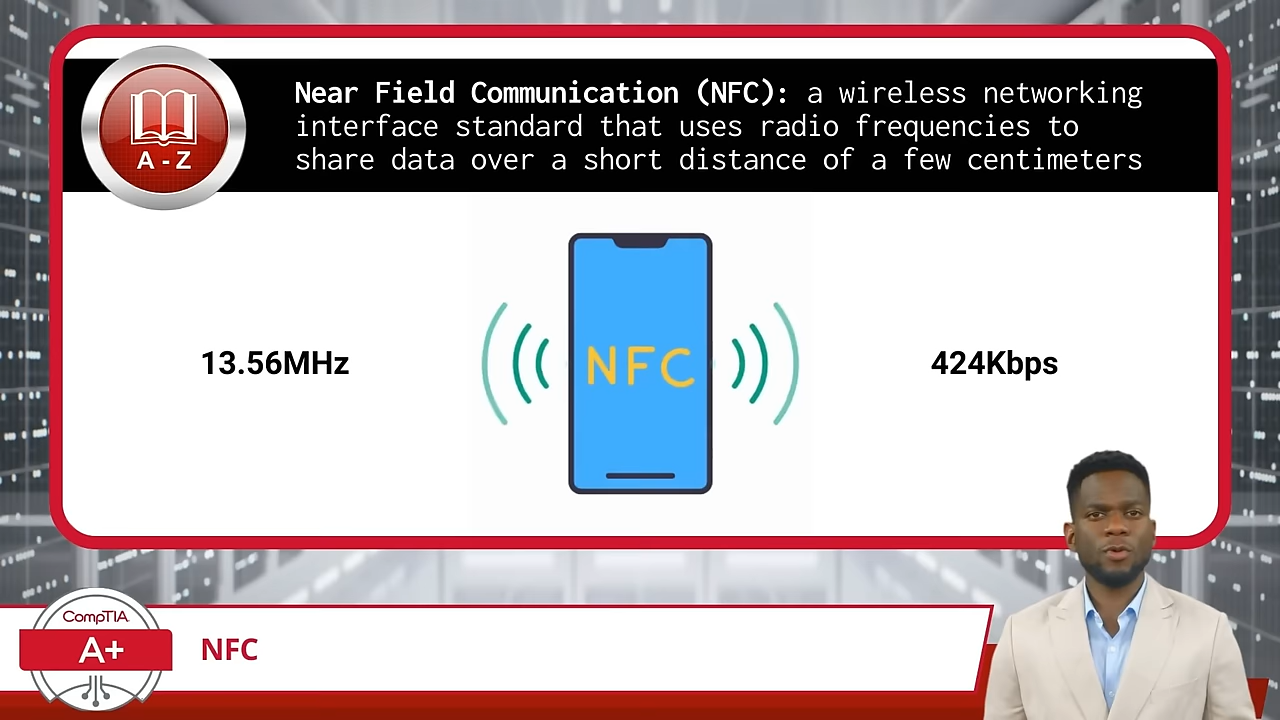 Near Field Communication (NFC): a wireless networking
interface standard that uses radio frequencies to
share data over a short distance of a few centimeters
A - Z
13.56MHz
NFC
424Kbps
CompTIA
A+
NFC